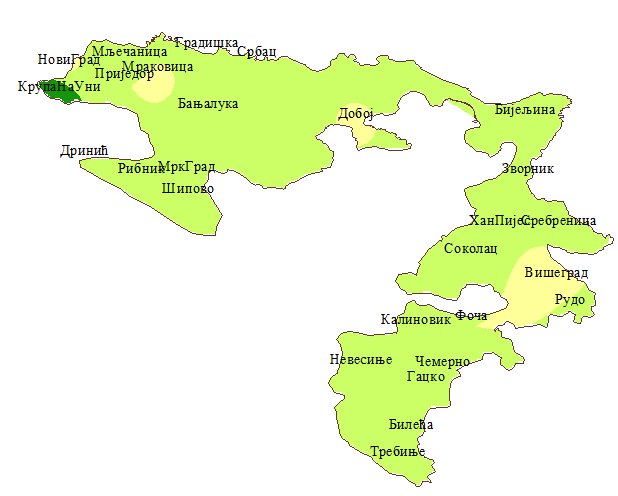 Градишка
Мљечаница
Србац
НовиГрад
Мраковица
Приједор
КрупаНаУни
Бањалука
Добој
Бијељина
Дринић
Рибник
МркГрад
Зворник
Шипово
ХанПијес
Сребреница
Соколац
Вишеград
Рудо
Калиновик
Фоча
Невесиње
Чемерно
Гацко
Билећа
Требиње